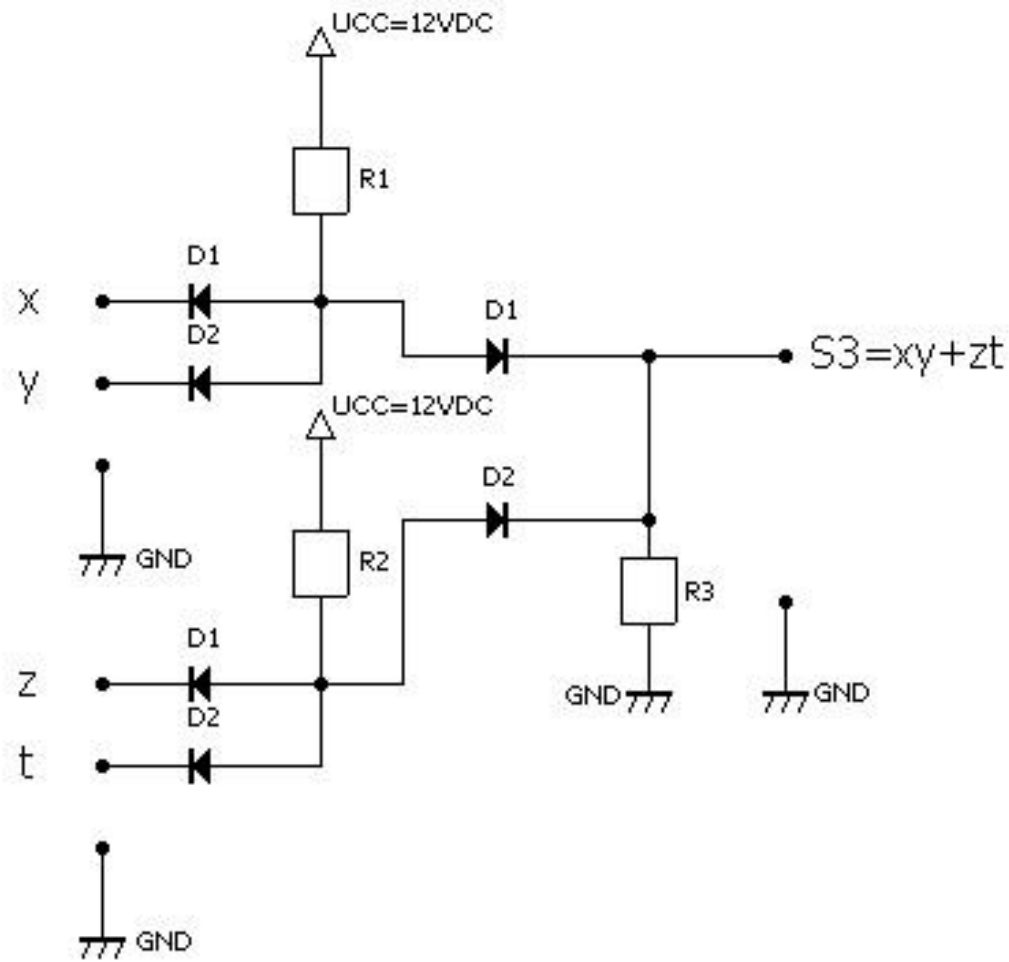 UCC=12VDC
R1
D1
x
D2
D1
S3=xy+zt
y
UCC=12VDC
D2
GND
R2
R3
D1
z
GND
GND
D2
t
GND